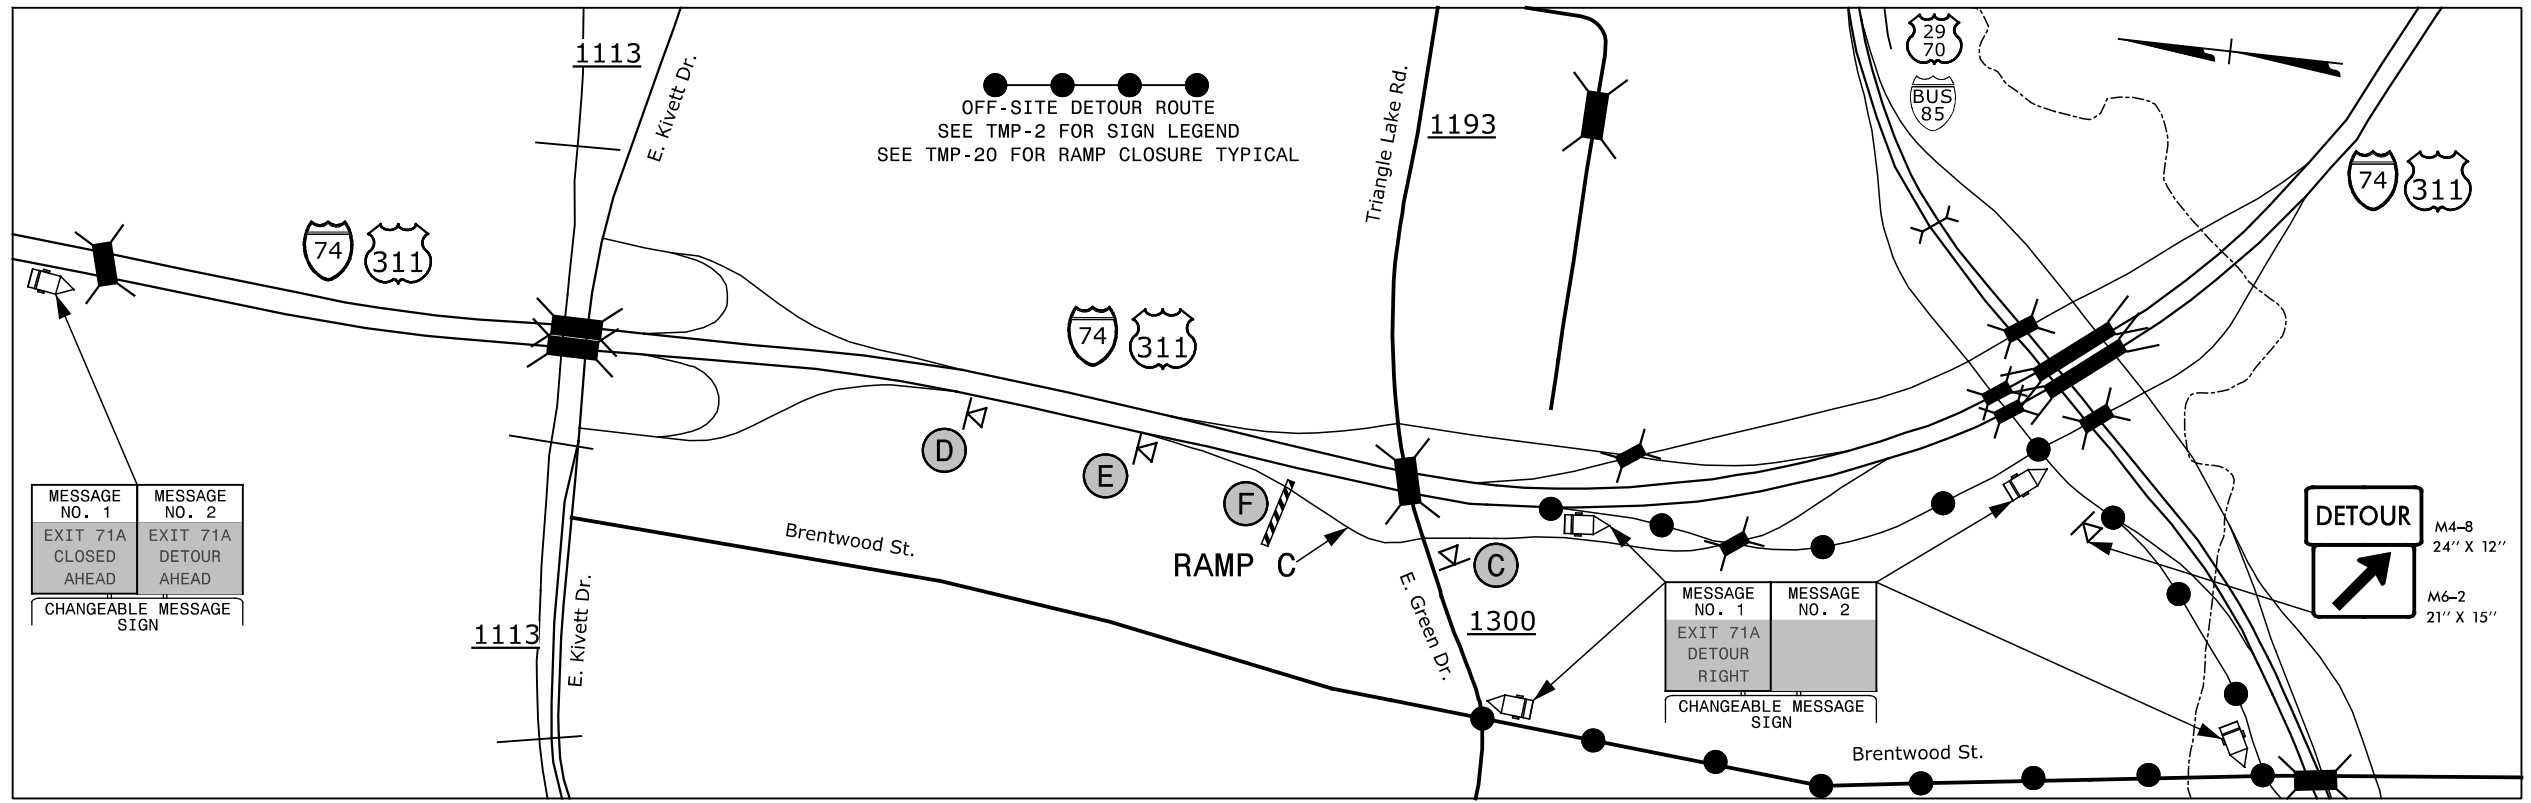 1113
E. Kivett Dr.
OFF-SITE DETOUR ROUTE
SEE TMP-2 FOR SIGN LEGEND
SEE TMP-20 FOR RAMP CLOSURE TYPICAL
Triangle Lake Rd.
1193
29
70
BUS
85
74
311
74
311
74
311
D
E
F
C
RAMP C
Brentwood St.
MESSAGE NO. 1
EXIT 71A
CLOSED
AHEAD
MESSAGE NO. 2
EXIT 71A
DETOUR
AHEAD
CHANGEABLE MESSAGE
SIGN
1113
E. Kivett Dr.
E. Green Dr.
1300
MESSAGE NO. 1
EXIT 71A
DETOUR
RIGHT
MESSAGE NO. 2
CHANGEABLE MESSAGE
SIGN
Brentwood St.
DETOUR
M4-8
24'' X 12''
M6-2
21'' X 15''